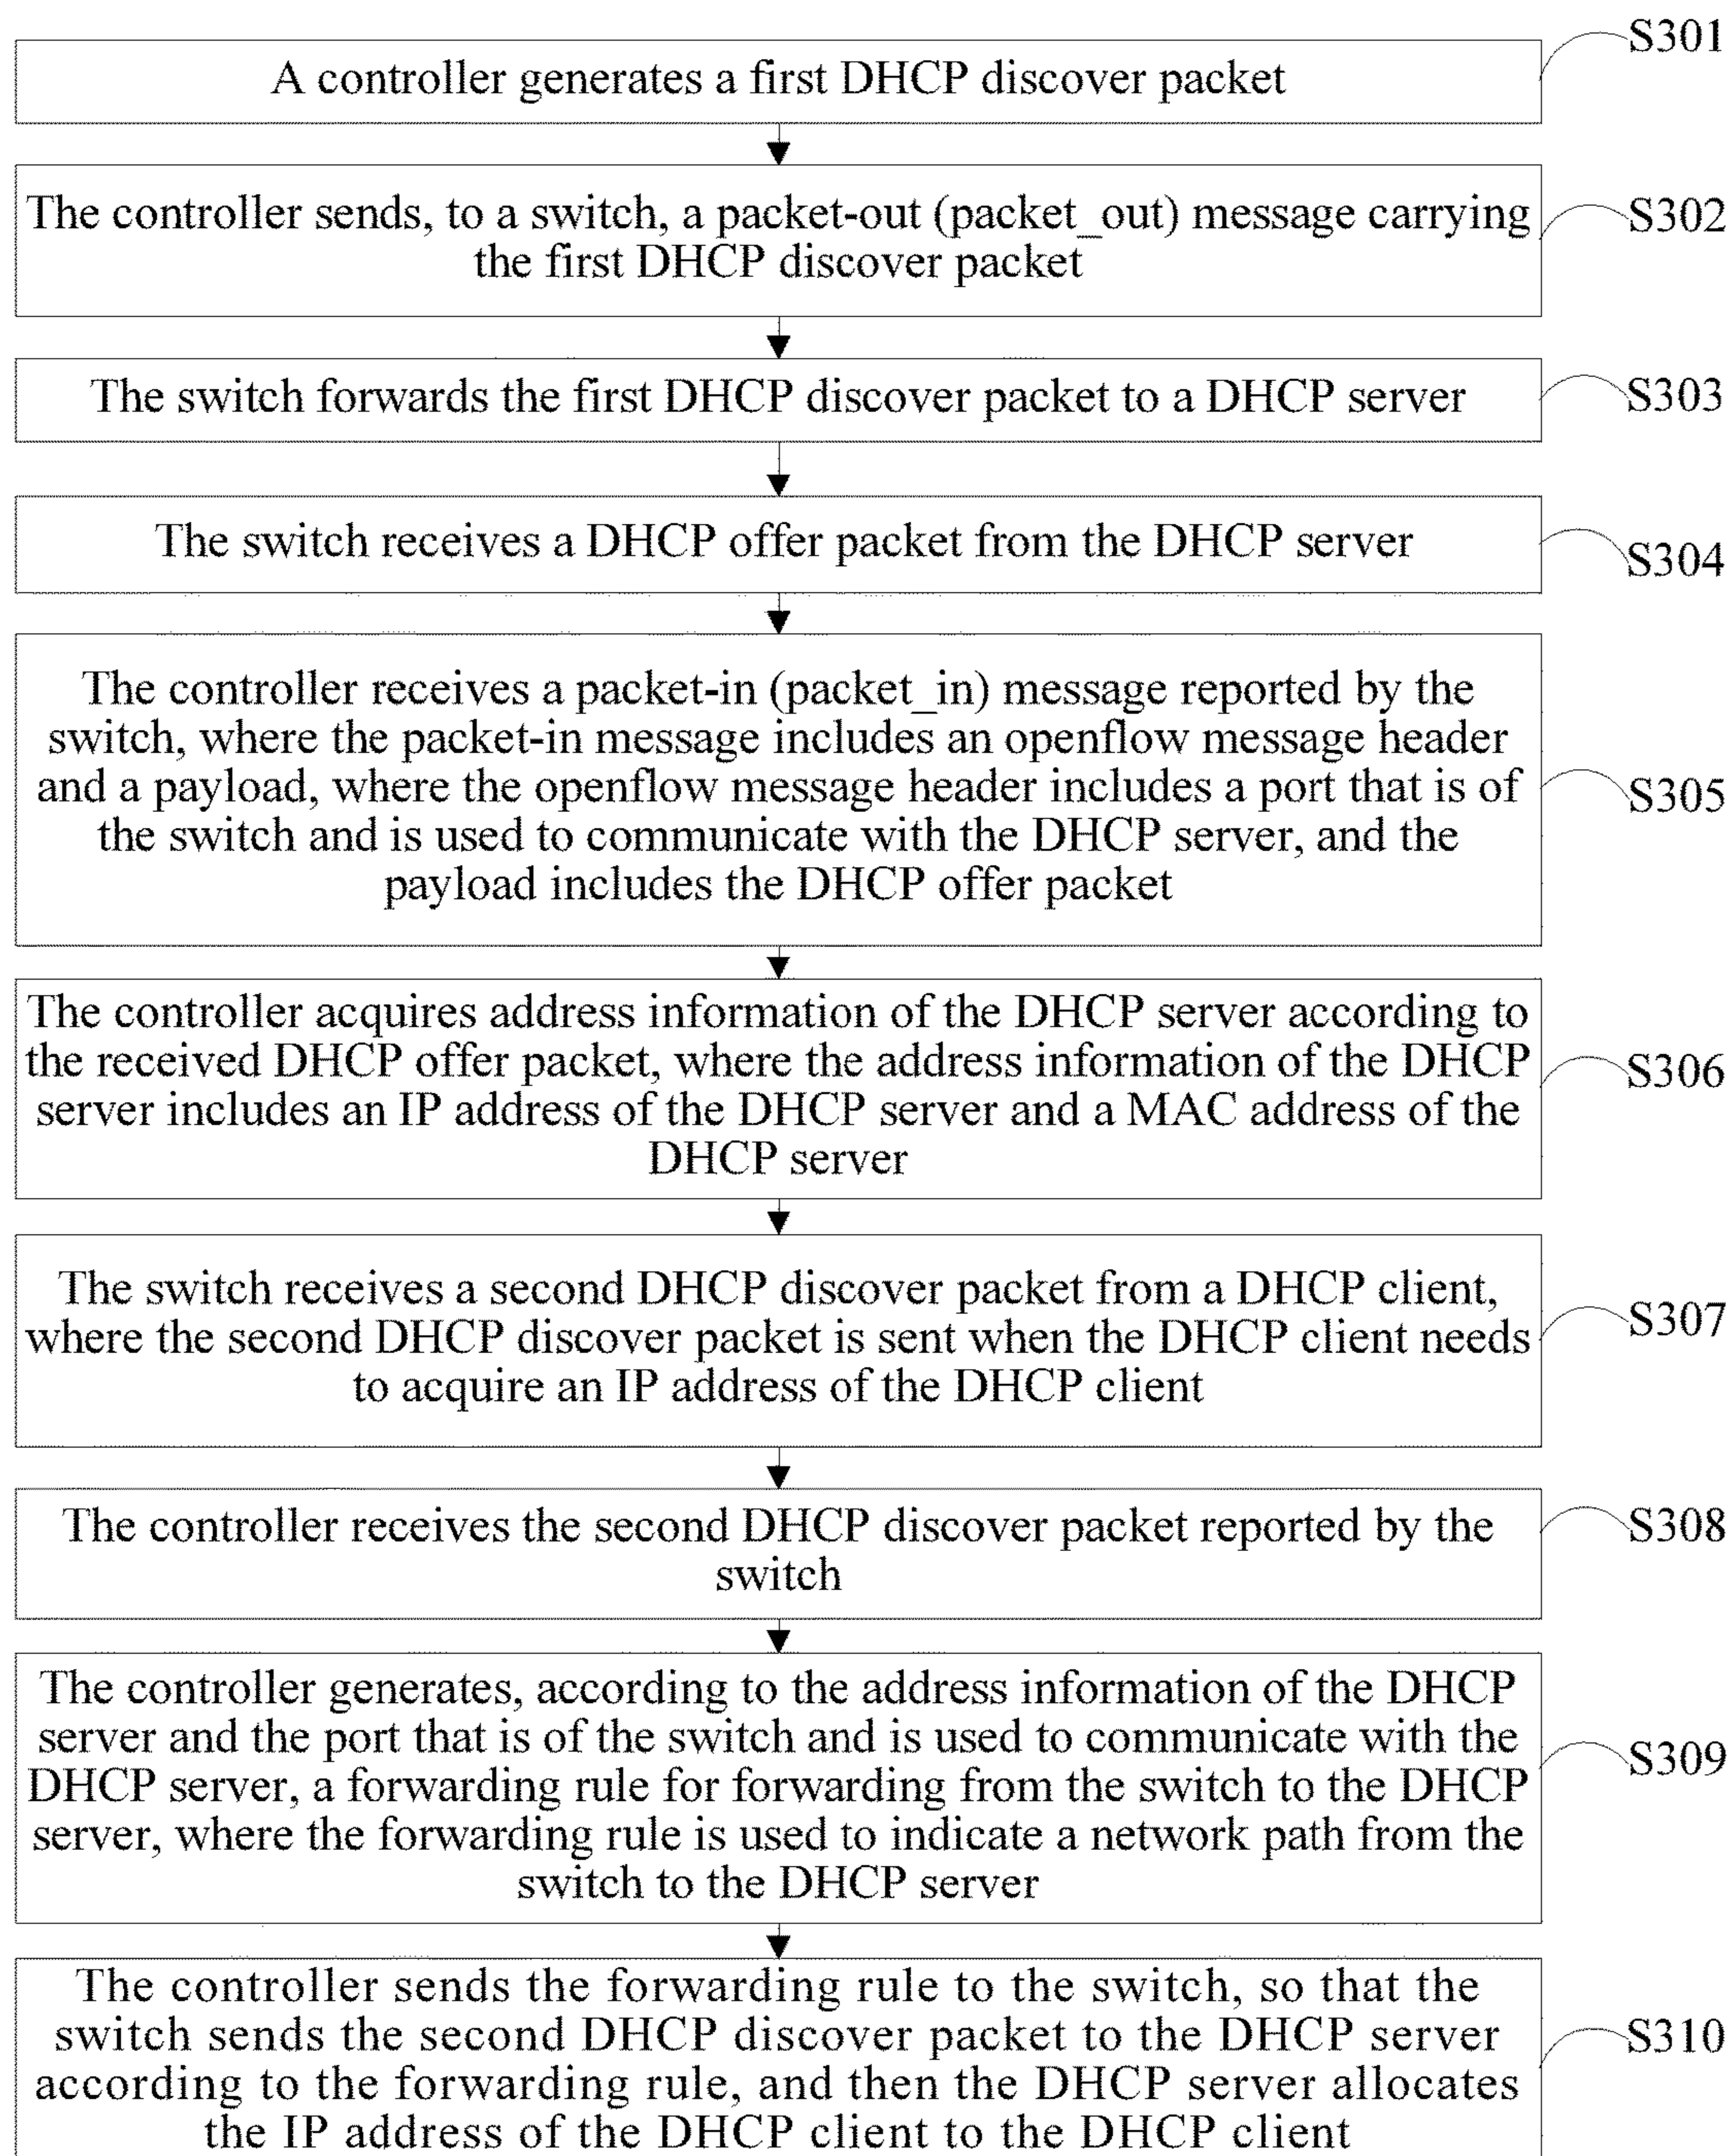 S301
A controller generates a first DHCP discover packet
The controller sends, to a switch, a packet-out (packet_out) message carrying
the first DHCP discover packet
S302
The switch forwards the first DHCP discover packet to a DHCP server
S303
The switch receives a DHCP offer packet from the DHCP server
S304
The controller receives a packet-in (packet_in) message reported by the
switch, where the packet-in message includes an openflow message header
and a payload, where the openflow message header includes a port that is of
the switch and is used to communicate with the DHCP server, and the
payload includes the DHCP offer packet
S305
The controller acquires address information of the DHCP server according to
the received DHCP offer packet, where the address information of the DHCP
server includes an IP address of the DHCP server and a MAC address of the
DHCP server
S306
The switch receives a second DHCP discover packet from a DHCP client,
where the second DHCP discover packet is sent when the DHCP client needs
to acquire an IP address of the DHCP client
S307
The controller receives the second DHCP discover packet reported by the
switch
S308
The controller generates, according to the address information of the DHCP
server and the port that is of the switch and is used to communicate with the
DHCP server, a forwarding rule for forwarding from the switch to the DHCP
server, where the forwarding rule is used to indicate a network path from the
switch to the DHCP server
S309
The controller sends the forwarding rule to the switch, so that the
switch sends the second DHCP discover packet to the DHCP server
according to the forwarding rule, and then the DHCP server allocates
the IP address of the DHCP client to the DHCP client
S310